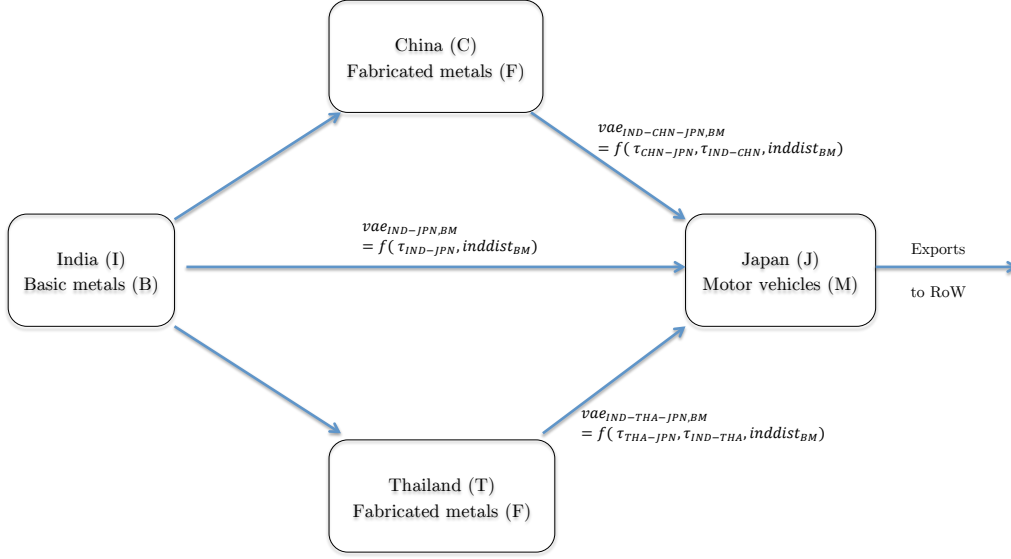 China (C)
Fabricated metals (F)
vae_{IND−CHN−JPN,BM}
= f( τ_{CHN−JPN}, τ_{IND−CHN}, inddist_{BM})
vae_{IND−JPN,BM}
= f( τ_{IND−JPN}, inddist_{BM})
India (I)
Basic metals (B)
Japan (J)
Motor vehicles (M)
Exports
to RoW
vae_{IND−THA−JPN,BM}
= f( τ_{THA−JPN}, τ_{IND−THA}, inddist_{BM})
Thailand (T)
Fabricated metals (F)